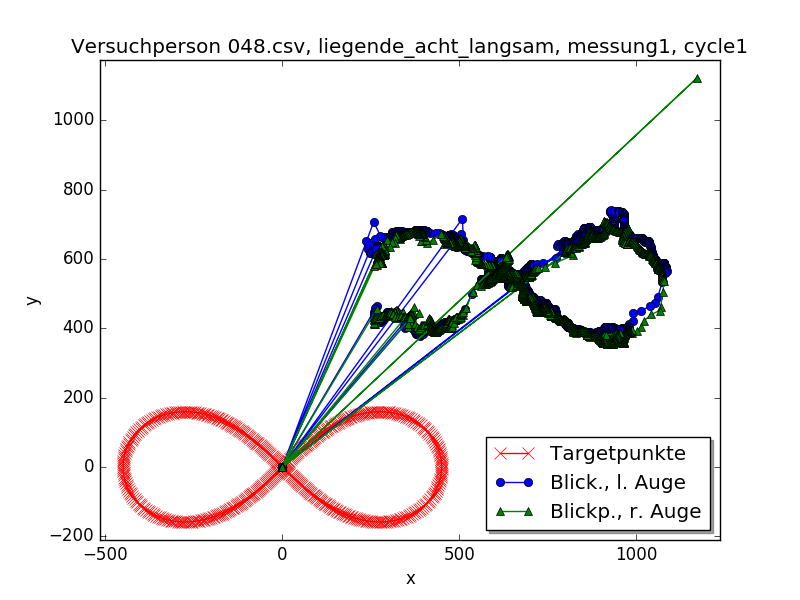 Versuchperson 048.csv, liegende_acht_langsam, messung1, cycle1
1000
800
600
400
200
0
−200
y
−500
0
500
1000
x
Targetpunkte
Blick., l. Auge
Blickp., r. Auge